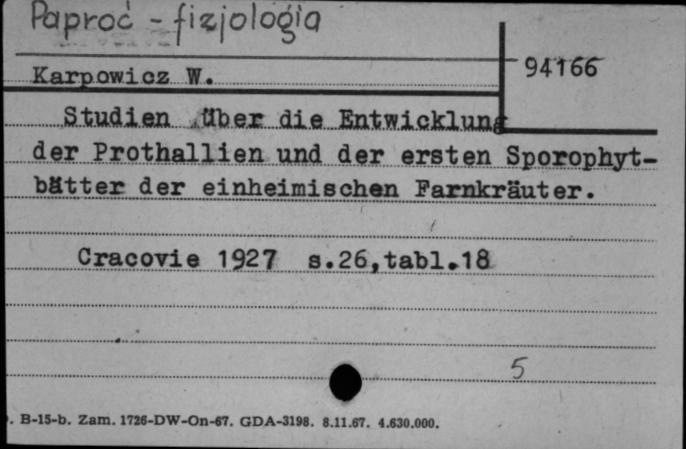 Paproć - fizjologia
94166
Karpowicz W.
Studien über die Entwicklung
der Prothallien und der ersten Sporophyt-
bätter der einheimischen Farnkräuter.
Cracovie 1927 s.26,tabl.18
5
. B-15-b. Zam. 1726-DW-On-67. GDA-3198. 8.11.67. 4.630.000.